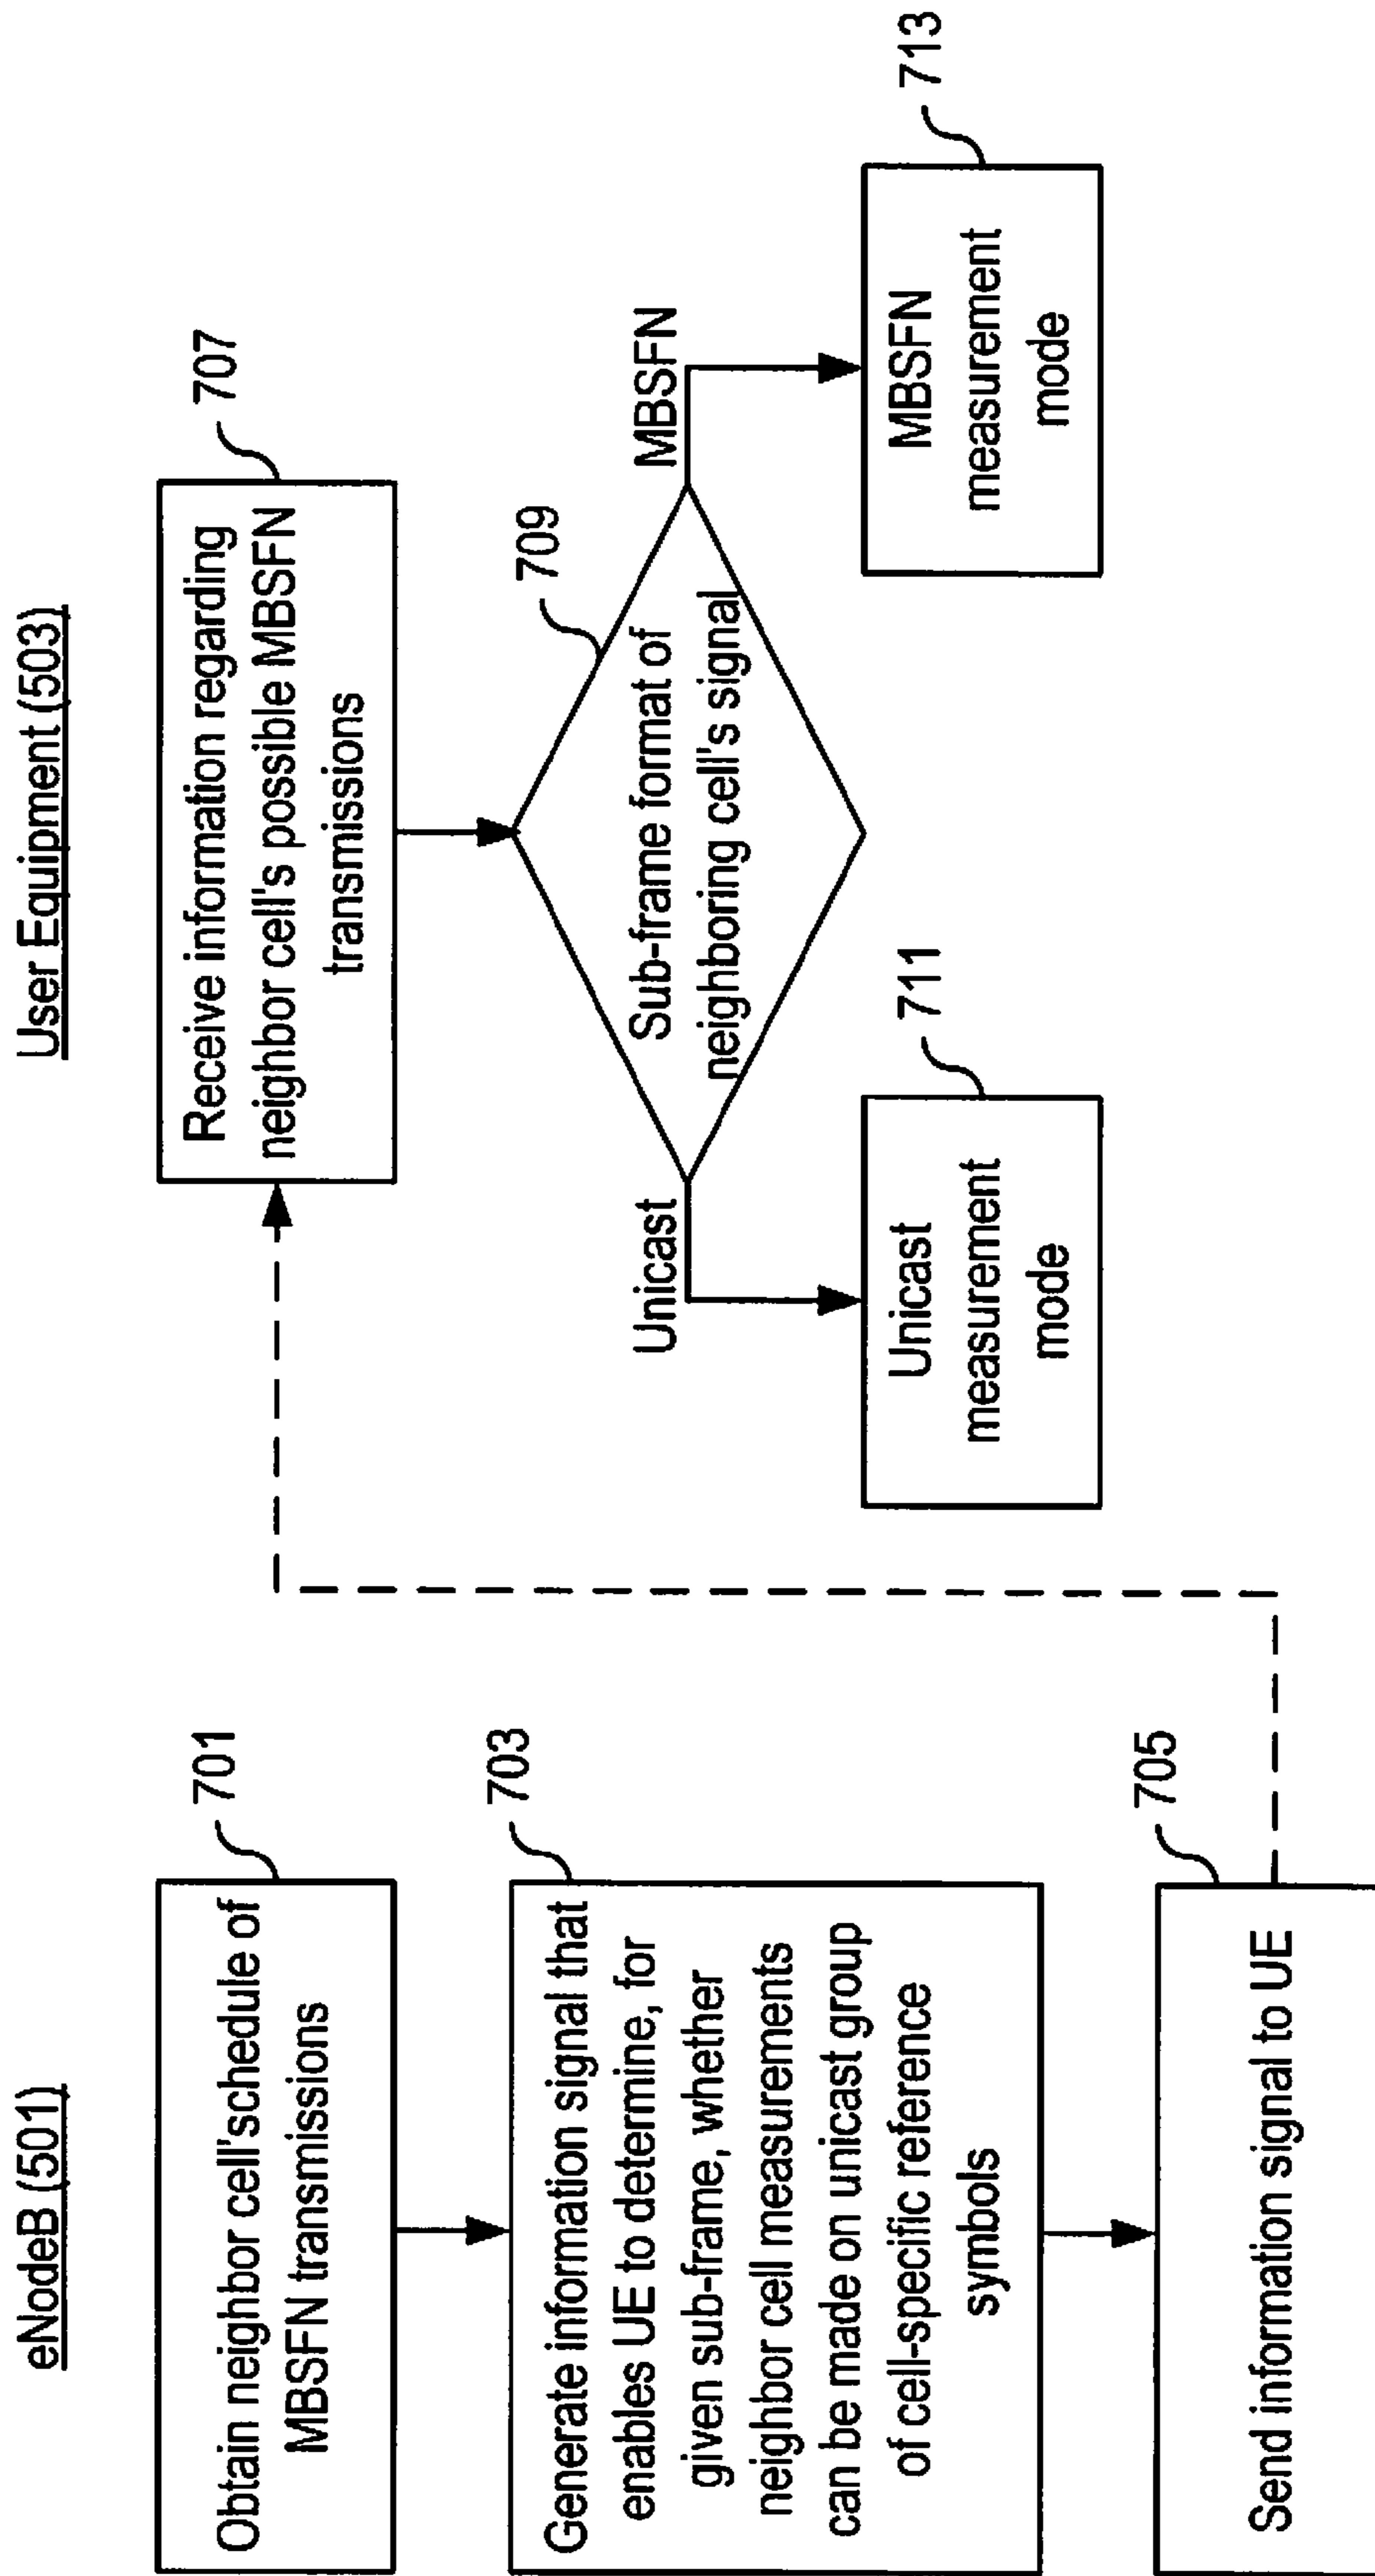 eNodeB (501)
701
Obtain neighbor cell'schedule of
MBSFN transmissions
703
Generate information signal that
enables UE to determine, for
given sub-frame, whether
neighbor cell measurements
can be made on unicast group
of cell-specific reference
symbols
705
Send information signal to UE
User Equipment (503)
707
Receive information regarding
neighbor cell's possible MBSFN
transmissions
709
Sub-frame format of
neighboring cell's signal
Unicast
MBSFN
711
Unicast
measurement
mode
713
MBSFN
measurement
mode